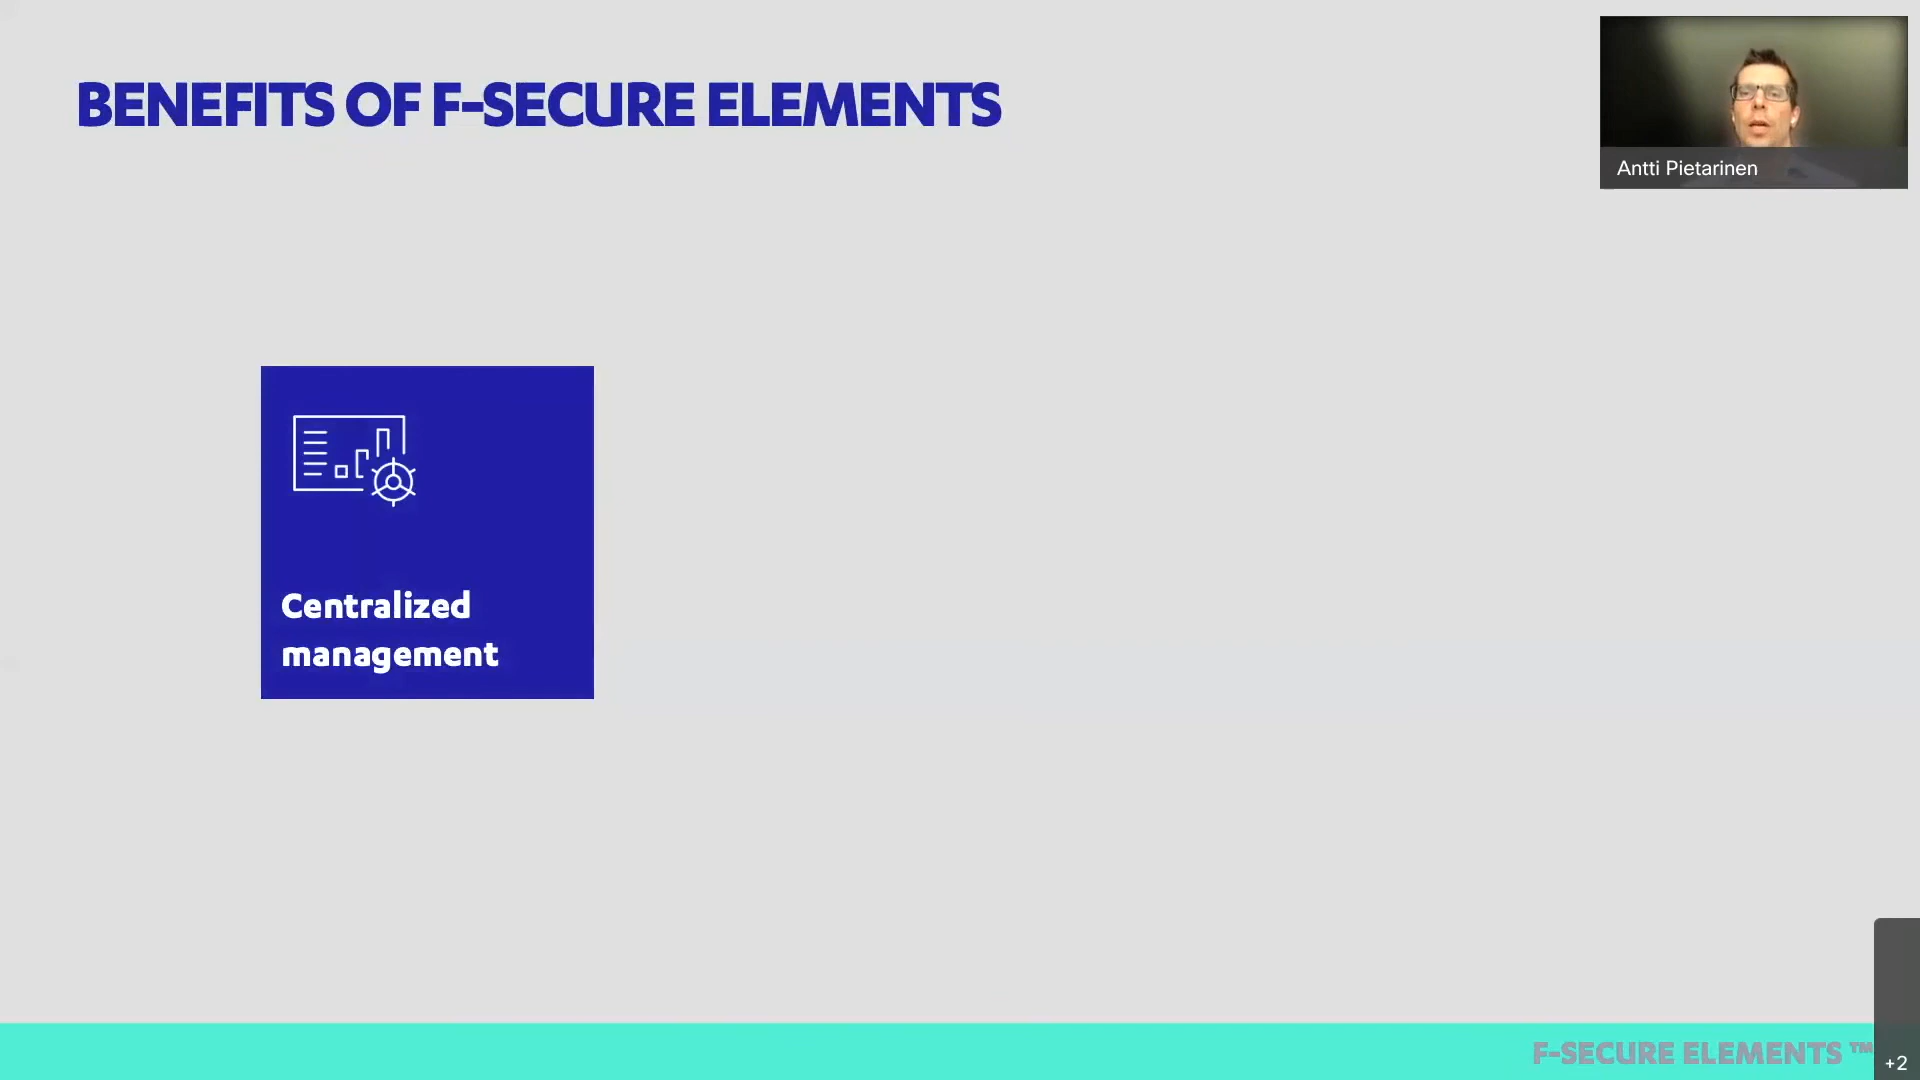 BENEFITS OF F-SECURE ELEMENTS
Antti Pietarinen
Centralized
management
F-SECURE ELEMENTS ™
+2